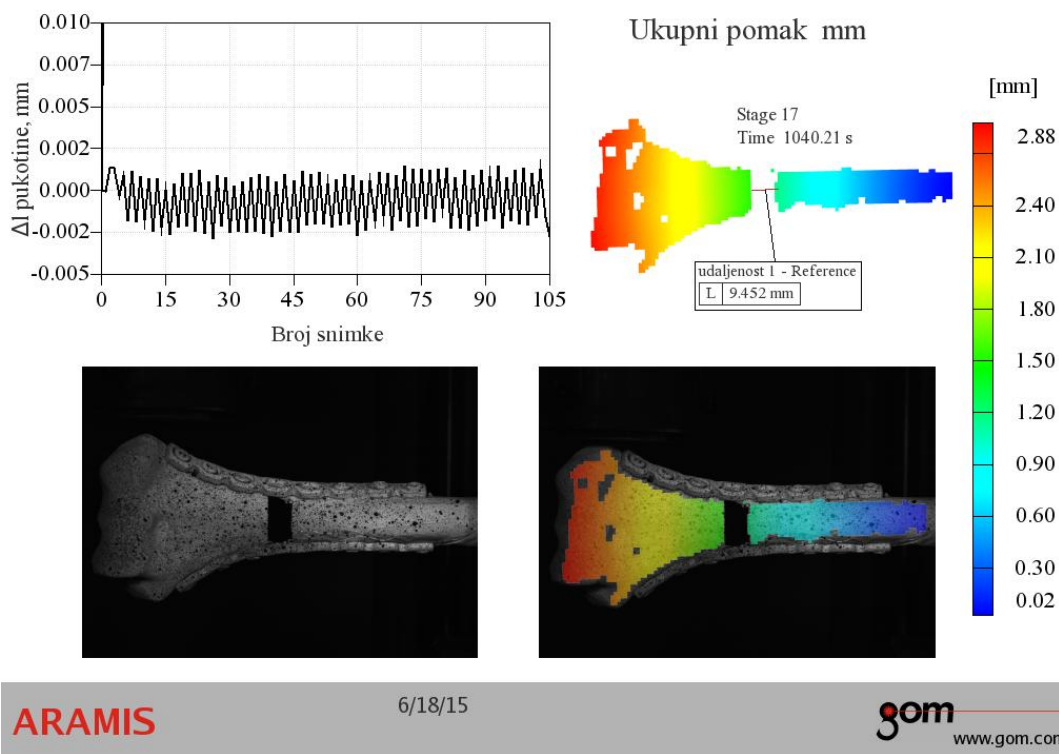 Ukupni pomak mm
0.010
0.007
0.005
0.002
0.000
-0.002
-0.005
Δl pukotine, mm
0 15 30 45 60 75 90 105
Broj snimke
Stage 17
Time 1040.21 s
udaljenost 1 - Reference
L 9.452 mm
[mm]
2.88
2.40
2.10
1.80
1.50
1.20
0.90
0.60
0.30
0.02
ARAMIS
6/18/15
gom
www.gom.com